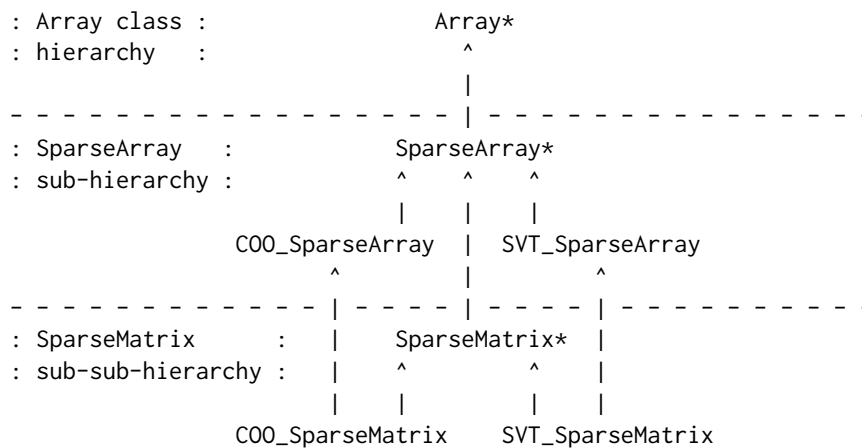 : Array class :                 Array*
: hierarchy   :                   ^
                                  |
- - - - - - - - - - - - - - - - - | - - - - - - - - - - - - - - -
: SparseArray   :            SparseArray*
: sub-hierarchy :            ^    ^    ^
                             |    |    |
                 COO_SparseArray  |  SVT_SparseArray
                        ^         |         ^
- - - - - - - - - - - - | - - - - | - - - - | - - - - - - - - - -
: SparseMatrix      :   |    SparseMatrix*  |
: sub-sub-hierarchy :   |    ^         ^    |
                        |    |         |    |
                 COO_SparseMatrix    SVT_SparseMatrix